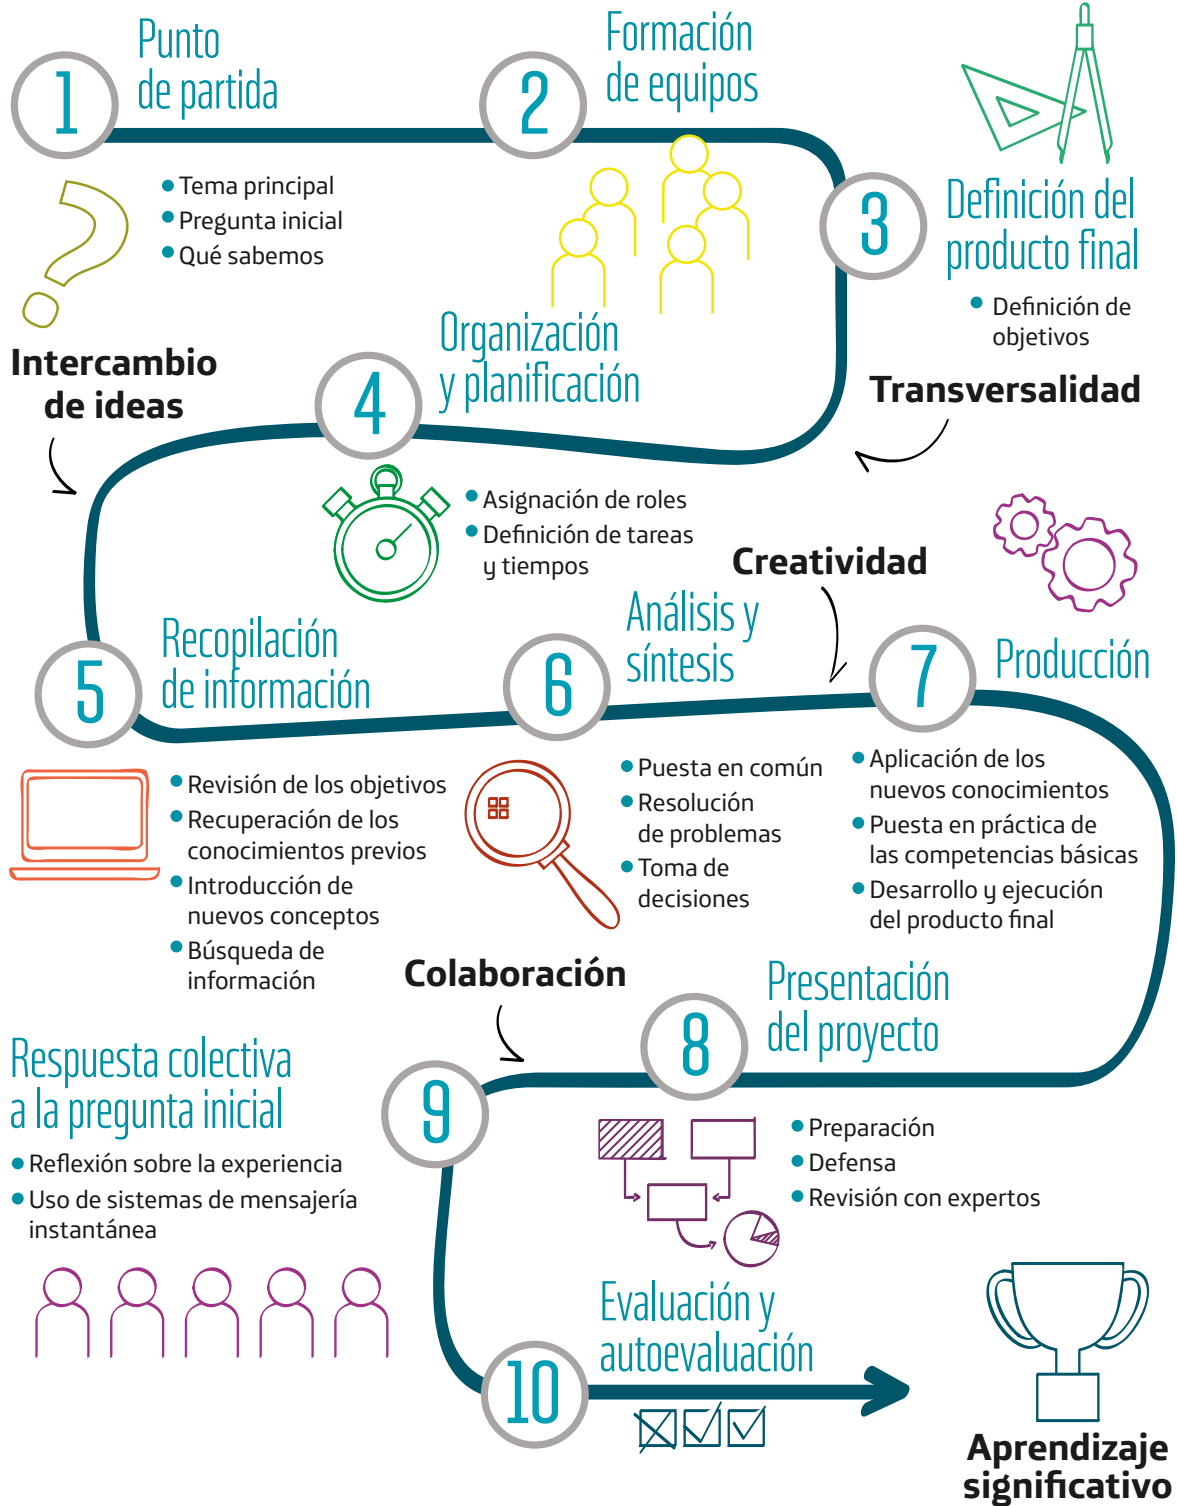 1
Punto
de partida
• Tema principal
• Pregunta inicial
• Qué sabemos
2
Formación
de equipos
3
Definición del
producto final
• Definición de
objetivos
Transversalidad
4
Organización
y planificación
• Asignación de roles
• Definición de tareas
y tiempos
Intercambio
de ideas
5
Recopilación
de información
• Revisión de los objetivos
• Recuperación de los
conocimientos previos
• Introducción de
nuevos conceptos
• Búsqueda de
información
6
Análisis y
síntesis
• Puesta en común
• Resolución
de problemas
• Toma de
decisiones
Creatividad
7
Producción
• Aplicación de los
nuevos conocimientos
• Puesta en práctica de
las competencias básicas
• Desarrollo y ejecución
del producto final
8
Presentación
del proyecto
• Preparación
• Defensa
• Revisión con expertos
Colaboración
9
Respuesta colectiva
a la pregunta inicial
• Reflexión sobre la experiencia
• Uso de sistemas de mensajería
instantánea
10
Evaluación y
autoevaluación
Aprendizaje
significativo